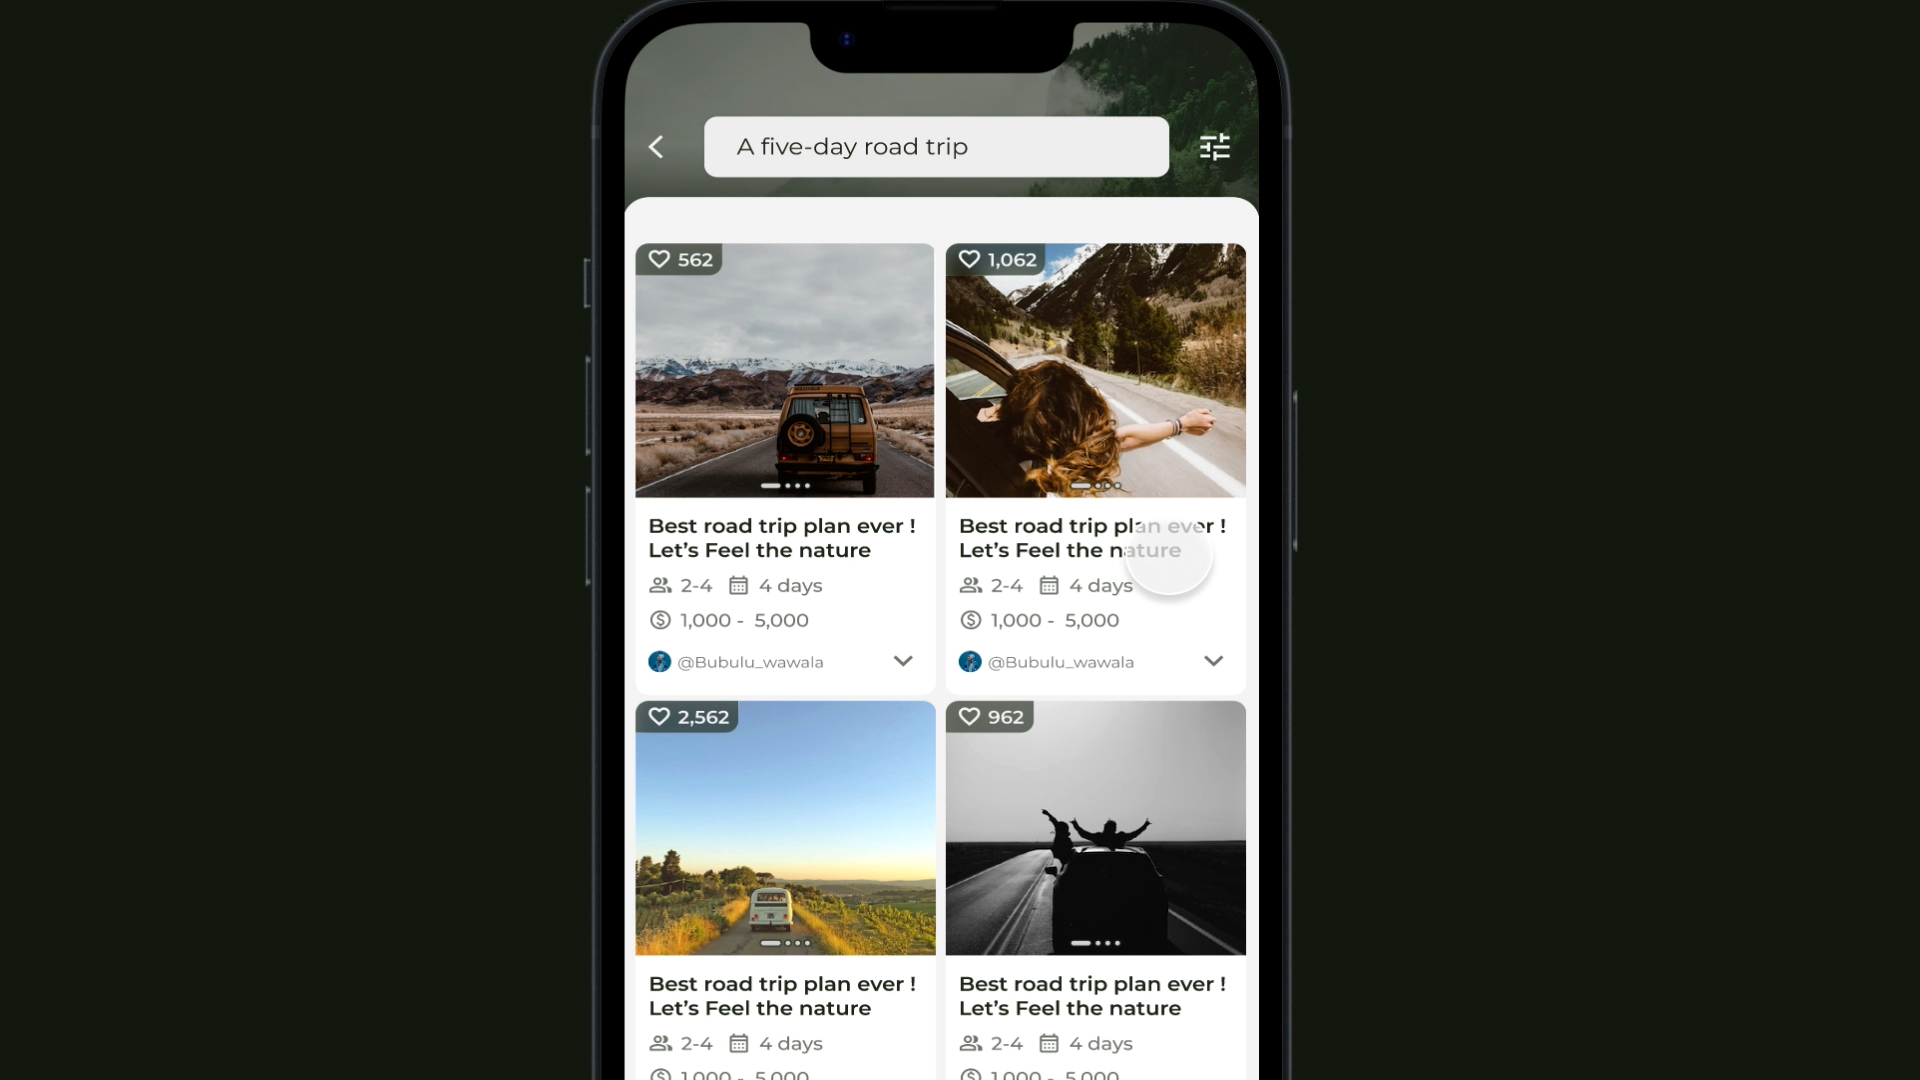 A five-day road trip
562
1,062
Best road trip plan ever !
Let’s Feel the nature
2-4 4 days
1,000 - 5,000
@Bubulu_wawala
Best road trip plan ever !
Let’s Feel the nature
2-4 4 days
1,000 - 5,000
@Bubulu_wawala
2,562
962
Best road trip plan ever !
Let’s Feel the nature
2-4 4 days
1,000 - 5,000
Best road trip plan ever !
Let’s Feel the nature
2-4 4 days
1,000 - 5,000